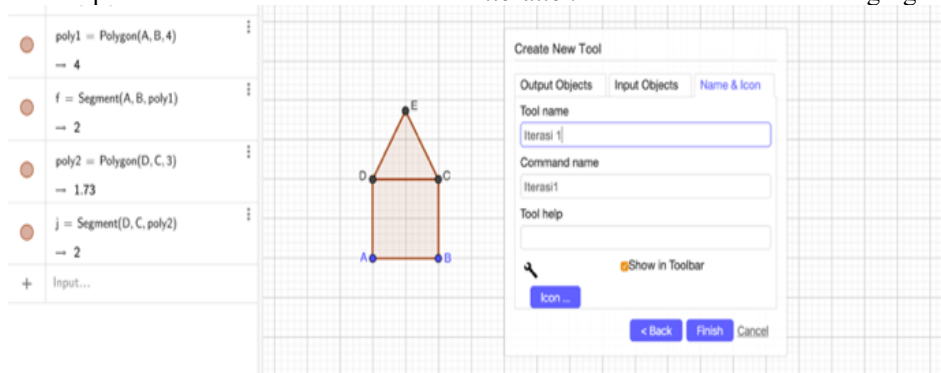 poly1 = Polygon(A, B, 4)
→ 4
f = Segment(A, B, poly1)
→ 2
poly2 = Polygon(D, C, 3)
→ 1.73
j = Segment(D, C, poly2)
→ 2
+ Input...
E
D
C
A
B
Create New Tool
Output Objects Input Objects Name & Icon
Tool name
Iterasi 1
Command name
Iterasi1
Tool help
Show in Toolbar
Icon ...
< Back Finish Cancel